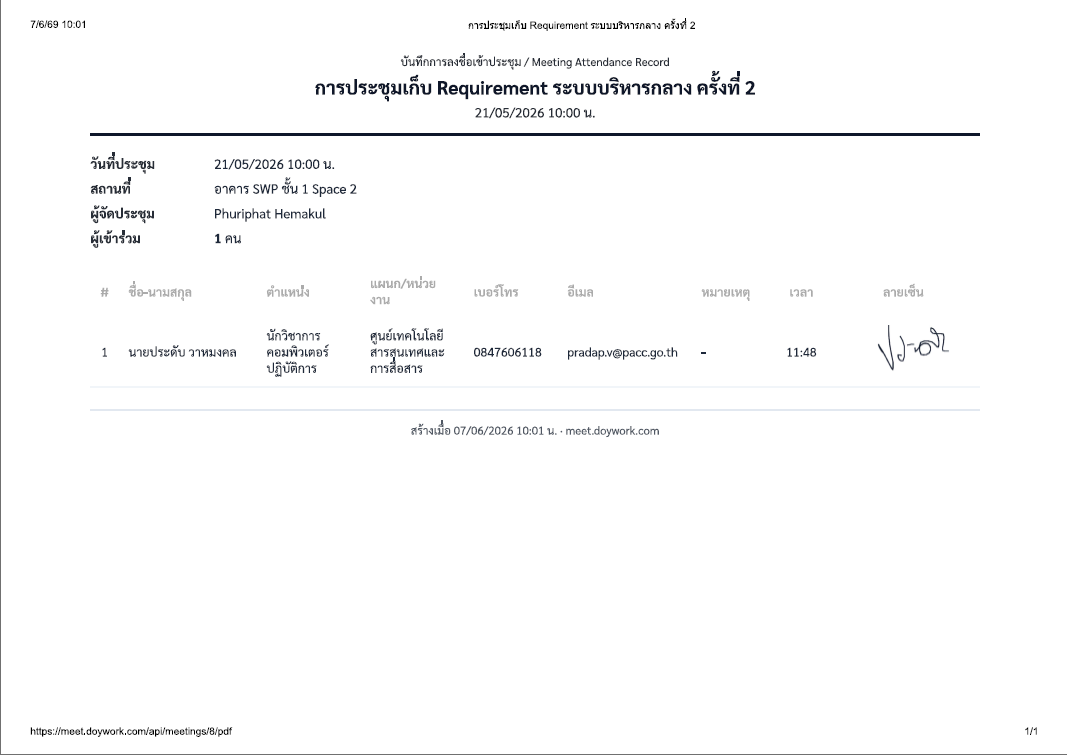 7/6/69 10:01
การประชุมเก็บ Requirement ระบบบริหารกลาง ครั้งที่ 2
บันทึกการลงชื่อเข้าประชุม / Meeting Attendance Record
การประชุมเก็บ Requirement ระบบบริหารกลาง ครั้งที่ 2
21/05/2026 10:00 น.
วันที่ประชุม 21/05/2026 10:00 น.
สถานที่ อาคาร SWP ชั้น 1 Space 2
ผู้จัดประชุม Phuriphat Hemakul
ผู้เข้าร่วม 1 คน
# ชื่อ-นามสกุล ตำแหน่ง แผนก/หน่วยงาน เบอร์โทร อีเมล หมายเหตุ เวลา ลายเซ็น
1 นายประดับ วาหมงคล นักวิชาการคอมพิวเตอร์ปฏิบัติการ ศูนย์เทคโนโลยีสารสนเทศและการสื่อสาร 0847606118 pradap.v@pacc.go.th - 11:48
สร้างเมื่อ 07/06/2026 10:01 น. · meet.doywork.com
https://meet.doywork.com/api/meetings/8/pdf
1/1